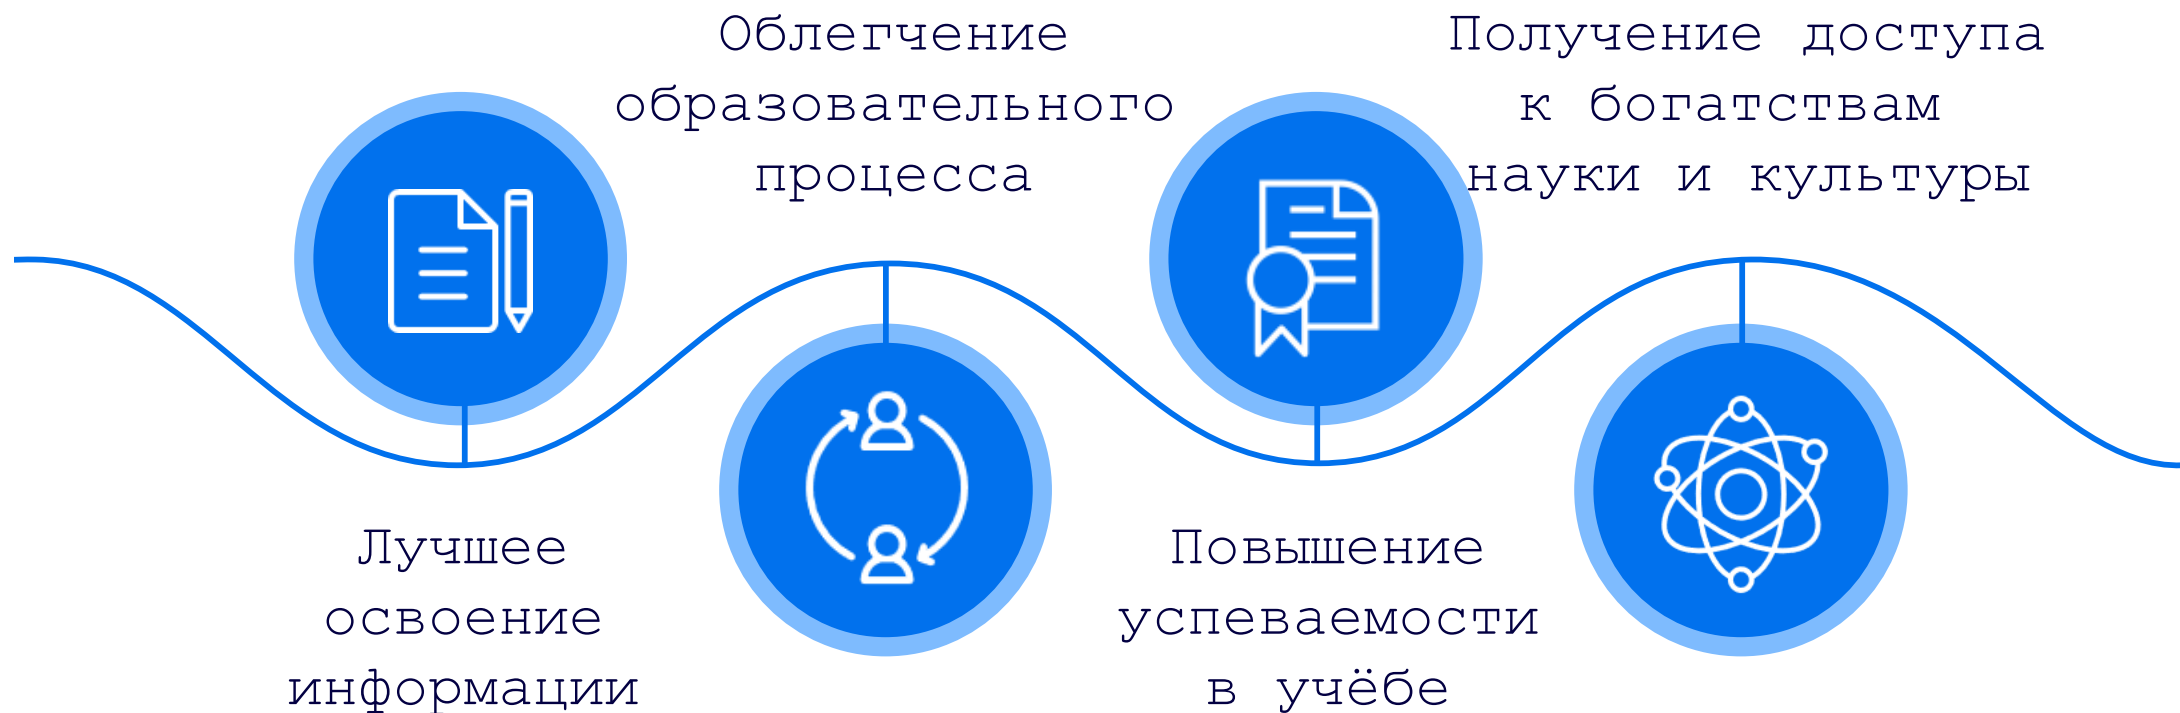 Облегчение
образовательного
процесса
Получение доступа
к богатствам
науки и культуры
Лучшее
освоение
информации
Повышение
успеваемости
в учёбе